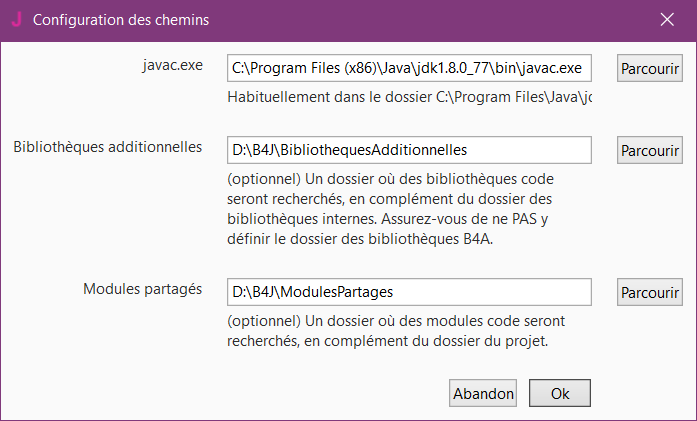 J Configuration des chemins
javac.exe C:\Program Files (x86)\Java\jdk1.8.0_77\bin\javac.exe Parcourir
Habituellement dans le dossier C:\Program Files\Java\jd
Bibliothèques additionnelles D:\B4J\BibliothequesAdditionnelles Parcourir
(optionnel) Un dossier où des bibliothèques code
seront recherchés, en complément du dossier des
bibliothèques internes. Assurez-vous de ne PAS y
définir le dossier des bibliothèques B4A.
Modules partagés D:\B4J\ModulesPartages Parcourir
(optionnel) Un dossier où des modules code seront
recherchés, en complément du dossier du projet.
Abandon Ok